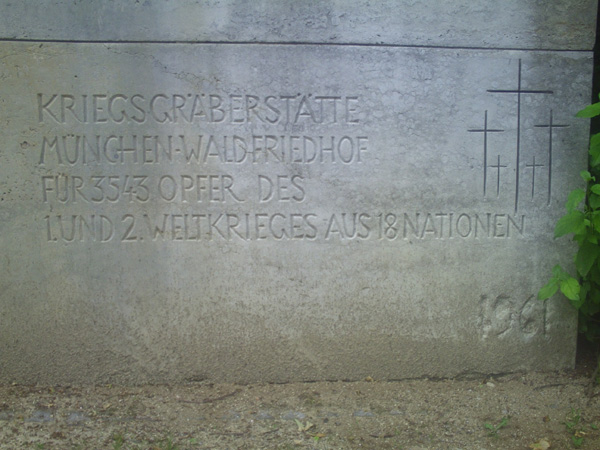 KRIEGSGRÄBERSTÄTTE
MÜNCHEN-WALDFRIEDHOF
FÜR 3543 OPFER DES
1. UND 2. WELTKRIEGES AUS 18 NATIONEN
1961